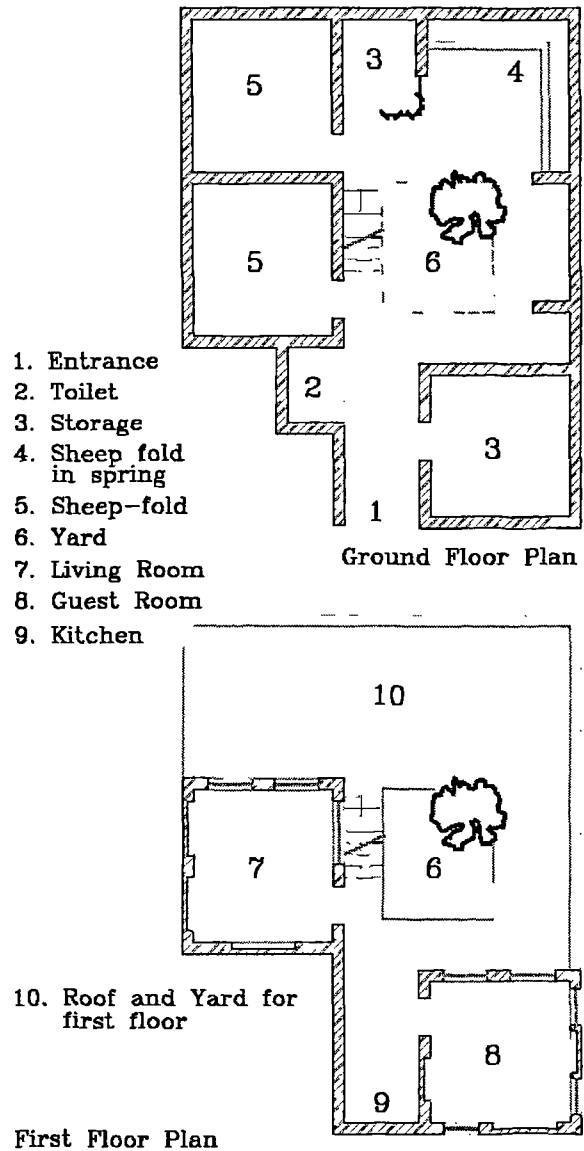 5
3
4
5
6
1. Entrance
2. Toilet
3. Storage
4. Sheep fold
in spring
5. Sheep-fold
6. Yard
7. Living Room
8. Guest Room
9. Kitchen
2
3
1
Ground Floor Plan
10
7
6
10. Roof and Yard for
first floor
8
9
First Floor Plan